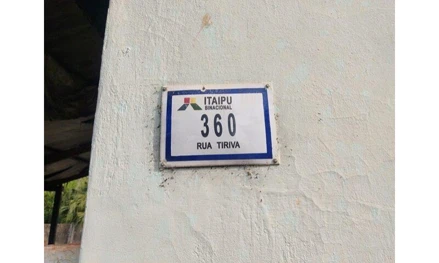 ITAIPU
BINACIONAL
360
RUA TIRIVA